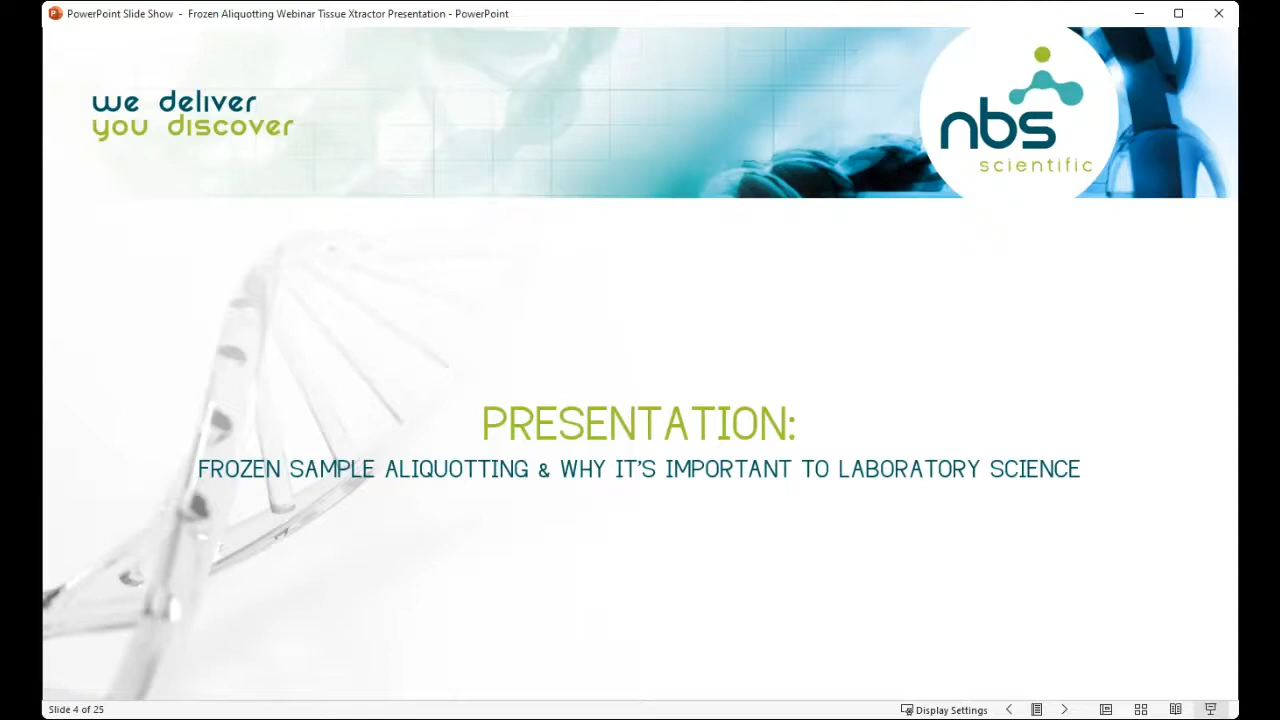 PowerPoint Slide Show - Frozen Aliquotting Webinar Tissue Xtractor Presentation - PowerPoint
we deliver
you discover
nbs
scientific
PRESENTATION:
FROZEN SAMPLE ALIQUOTTING & WHY IT'S IMPORTANT TO LABORATORY SCIENCE
Slide 4 of 25
Display Settings